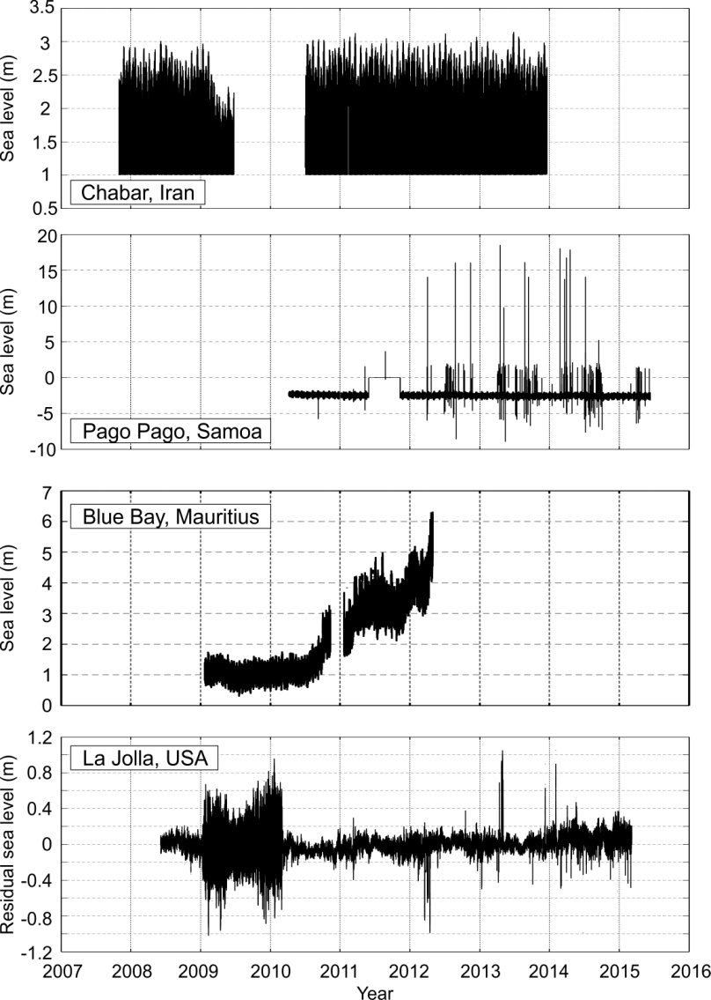 3.5
3
2.5
2
1.5
1
0.5
Sea level (m)
Chabar, Iran
20
15
10
5
0
-5
-10
Sea level (m)
Pago Pago, Samoa
7
6
5
4
3
2
1
0
Sea level (m)
Blue Bay, Mauritius
1.2
0.8
0.4
0
-0.4
-0.8
-1.2
Residual sea level (m)
La Jolla, USA
2007 2008 2009 2010 2011 2012 2013 2014 2015 2016
Year